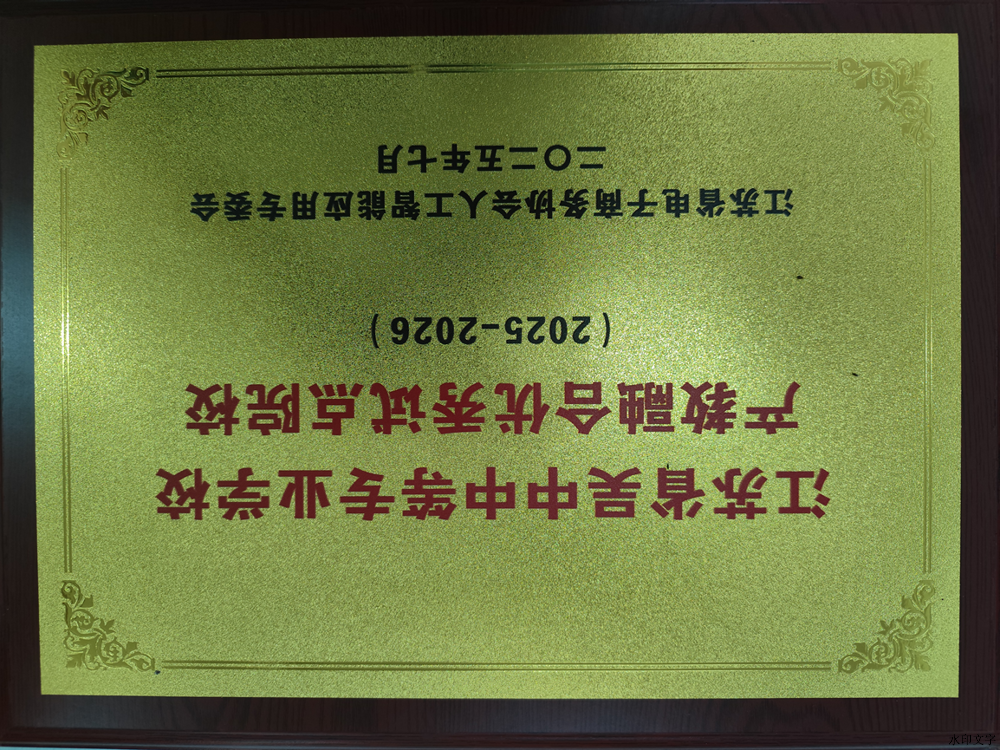 江苏省吴中中等专业学校
产教融合优秀试点院校
（2025-2026）
江苏省电子商务协会人工智能应用专委会
二〇二五年七月
水印文字